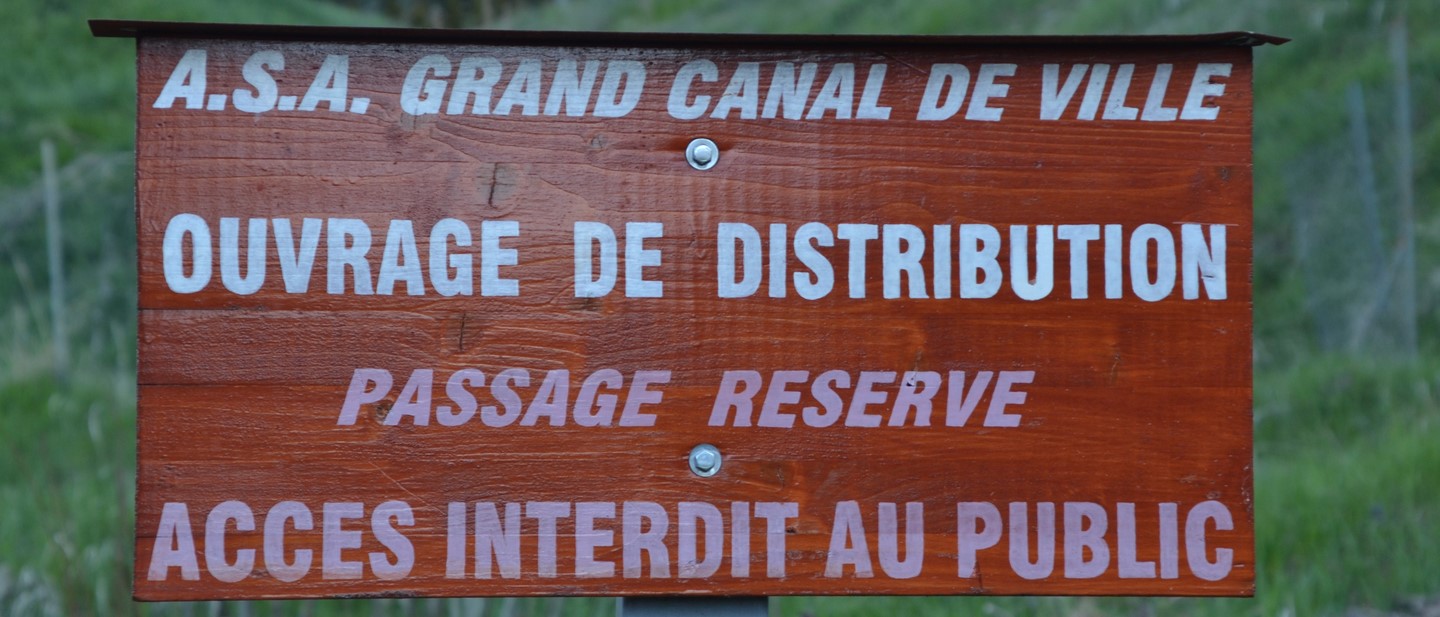 A.S.A. GRAND CANAL DE VILLE
OUVRAGE DE DISTRIBUTION
PASSAGE RESERVE
ACCES INTERDIT AU PUBLIC